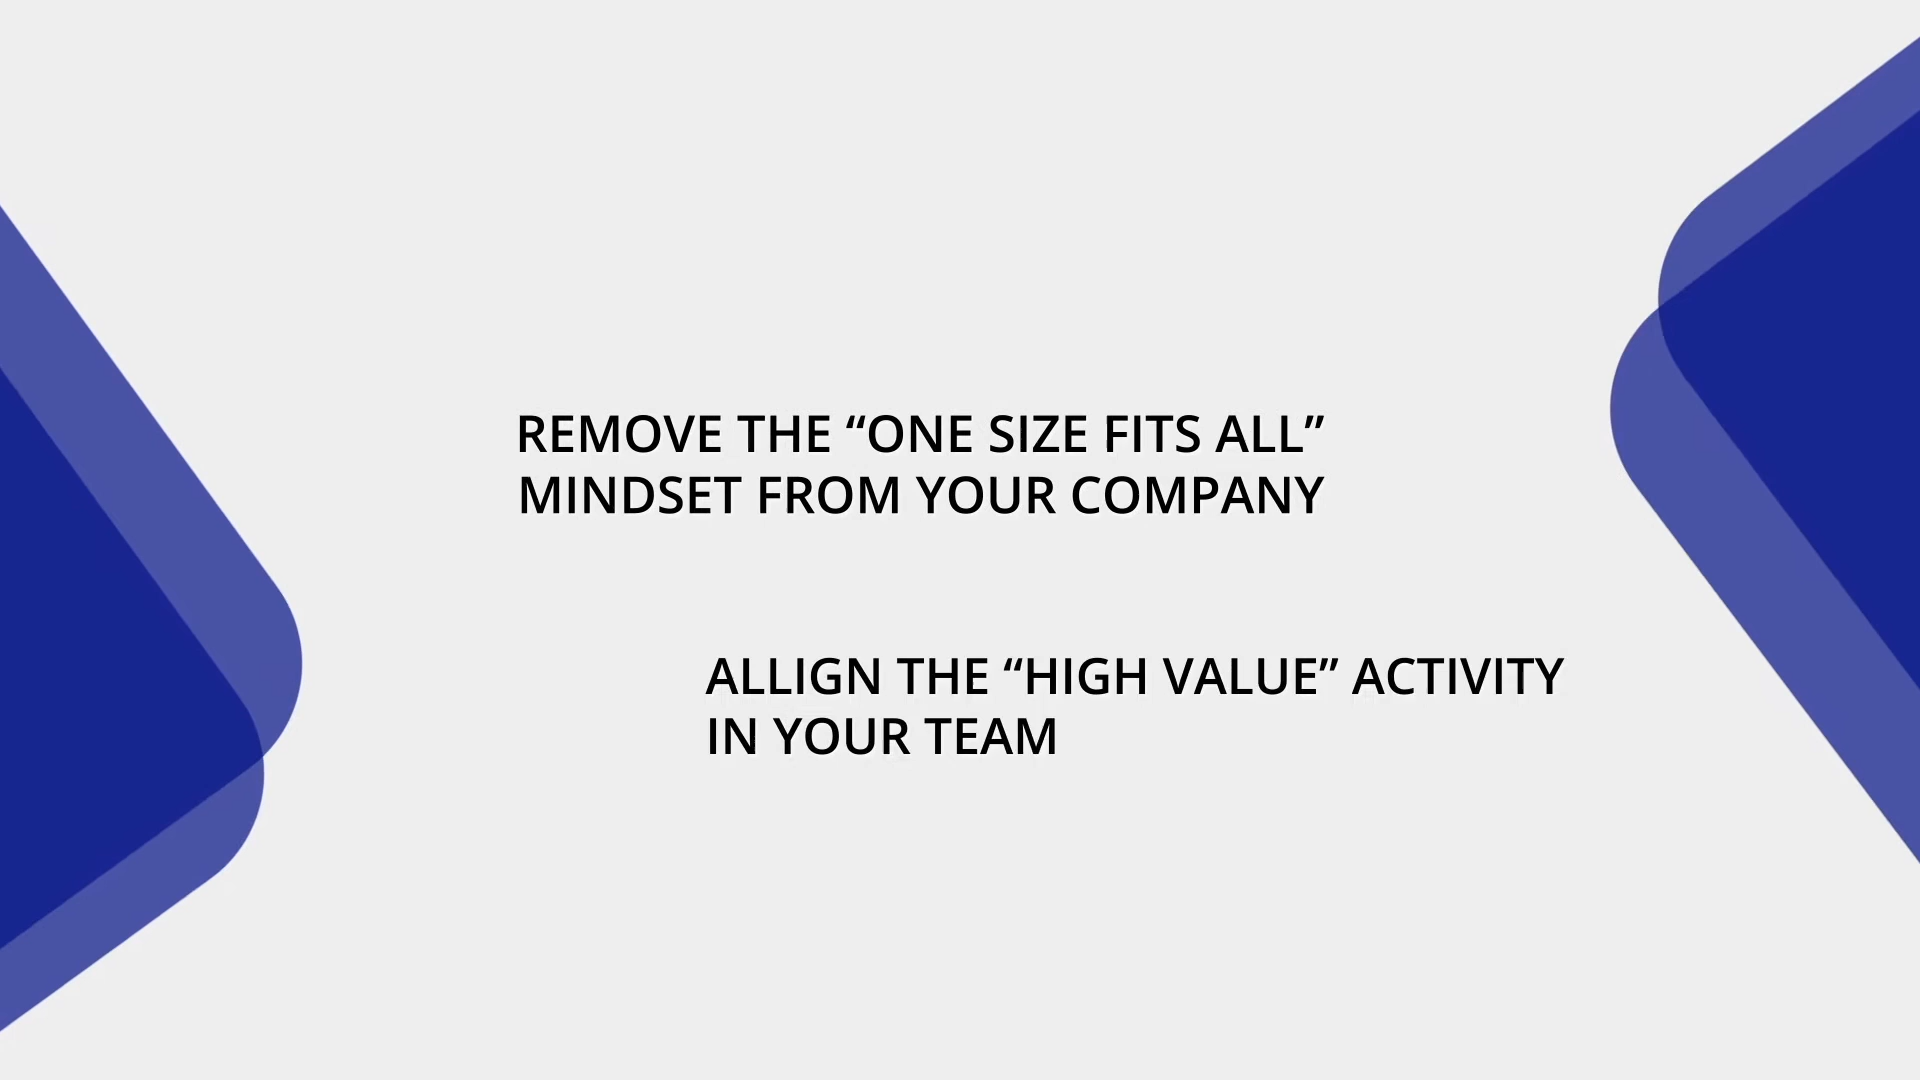 REMOVE THE “ONE SIZE FITS ALL”
MINDSET FROM YOUR COMPANY
ALLIGN THE “HIGH VALUE” ACTIVITY
IN YOUR TEAM